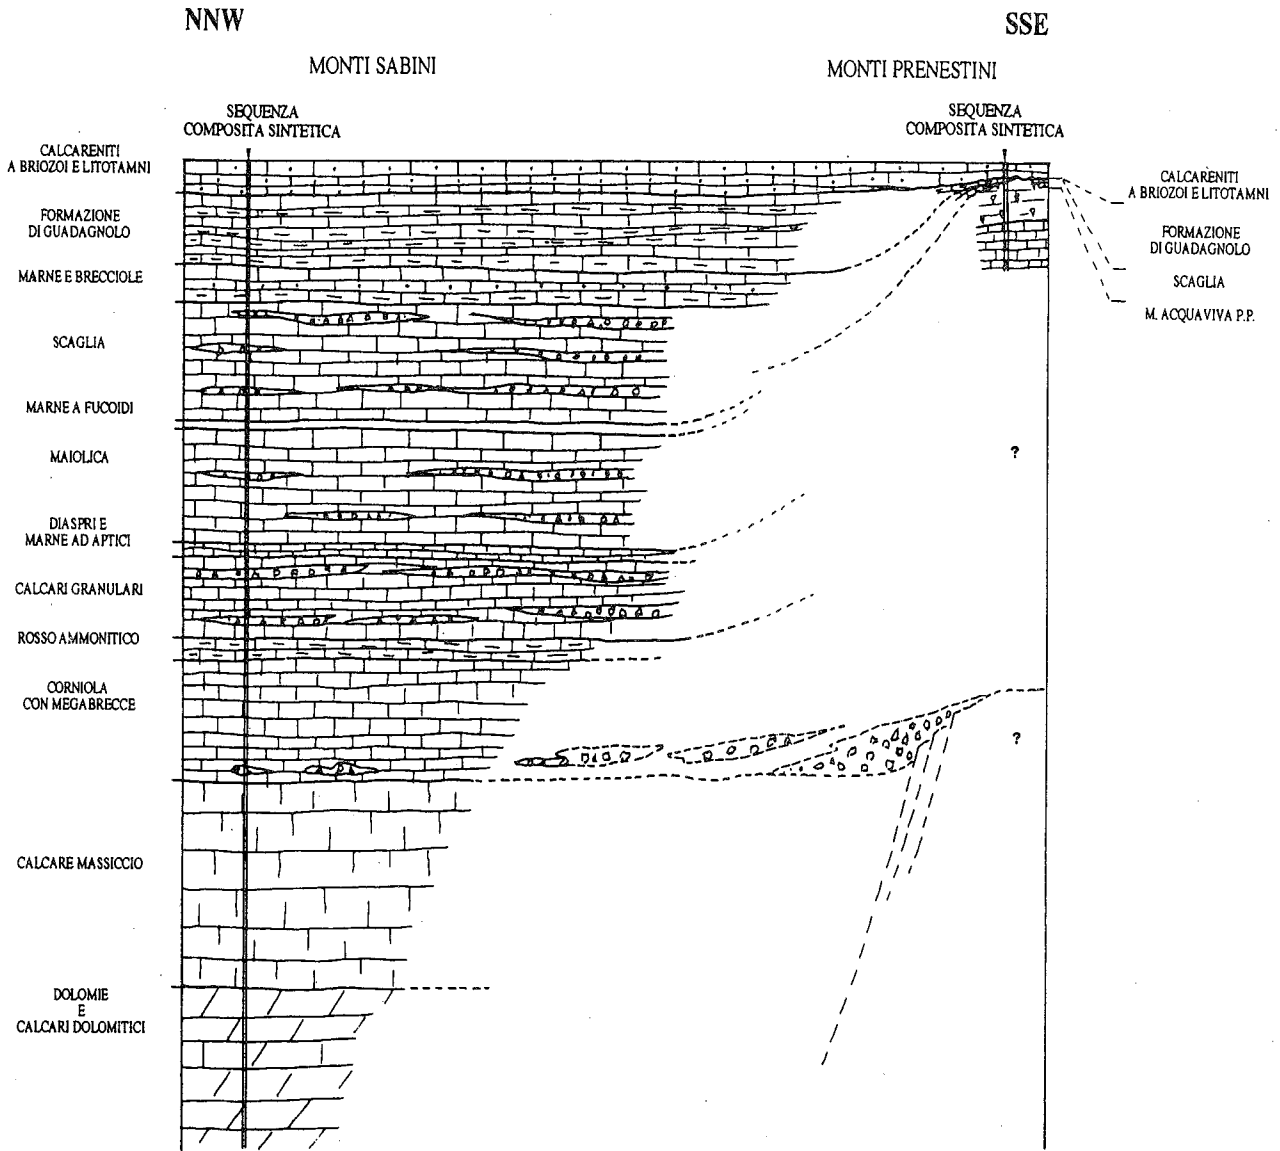 NNW
SSE
MONTI SABINI
MONTI PRENESTINI
SEQUENZA
COMPOSITA SINTETICA
SEQUENZA
COMPOSITA SINTETICA
CALCARENITI
A BRIOZOI E LITOTAMNI
FORMAZIONE
DI GUADAGNOLO
MARNE E BRECCIOLE
SCAGLIA
MARNE A FUCOIDI
MAIOLICA
DIASPRI E
MARNE AD APTICI
CALCARI GRANULARI
ROSSO AMMONITICO
CORNIOLA
CON MEGABRECCE
CALCARE MASSICCIO
DOLOMIE
E
CALCARI DOLOMITICI
CALCARENITI
A BRIOZOI E LITOTAMNI
FORMAZIONE
DI GUADAGNOLO
SCAGLIA
M. ACQUAVIVA P.P.
?
?